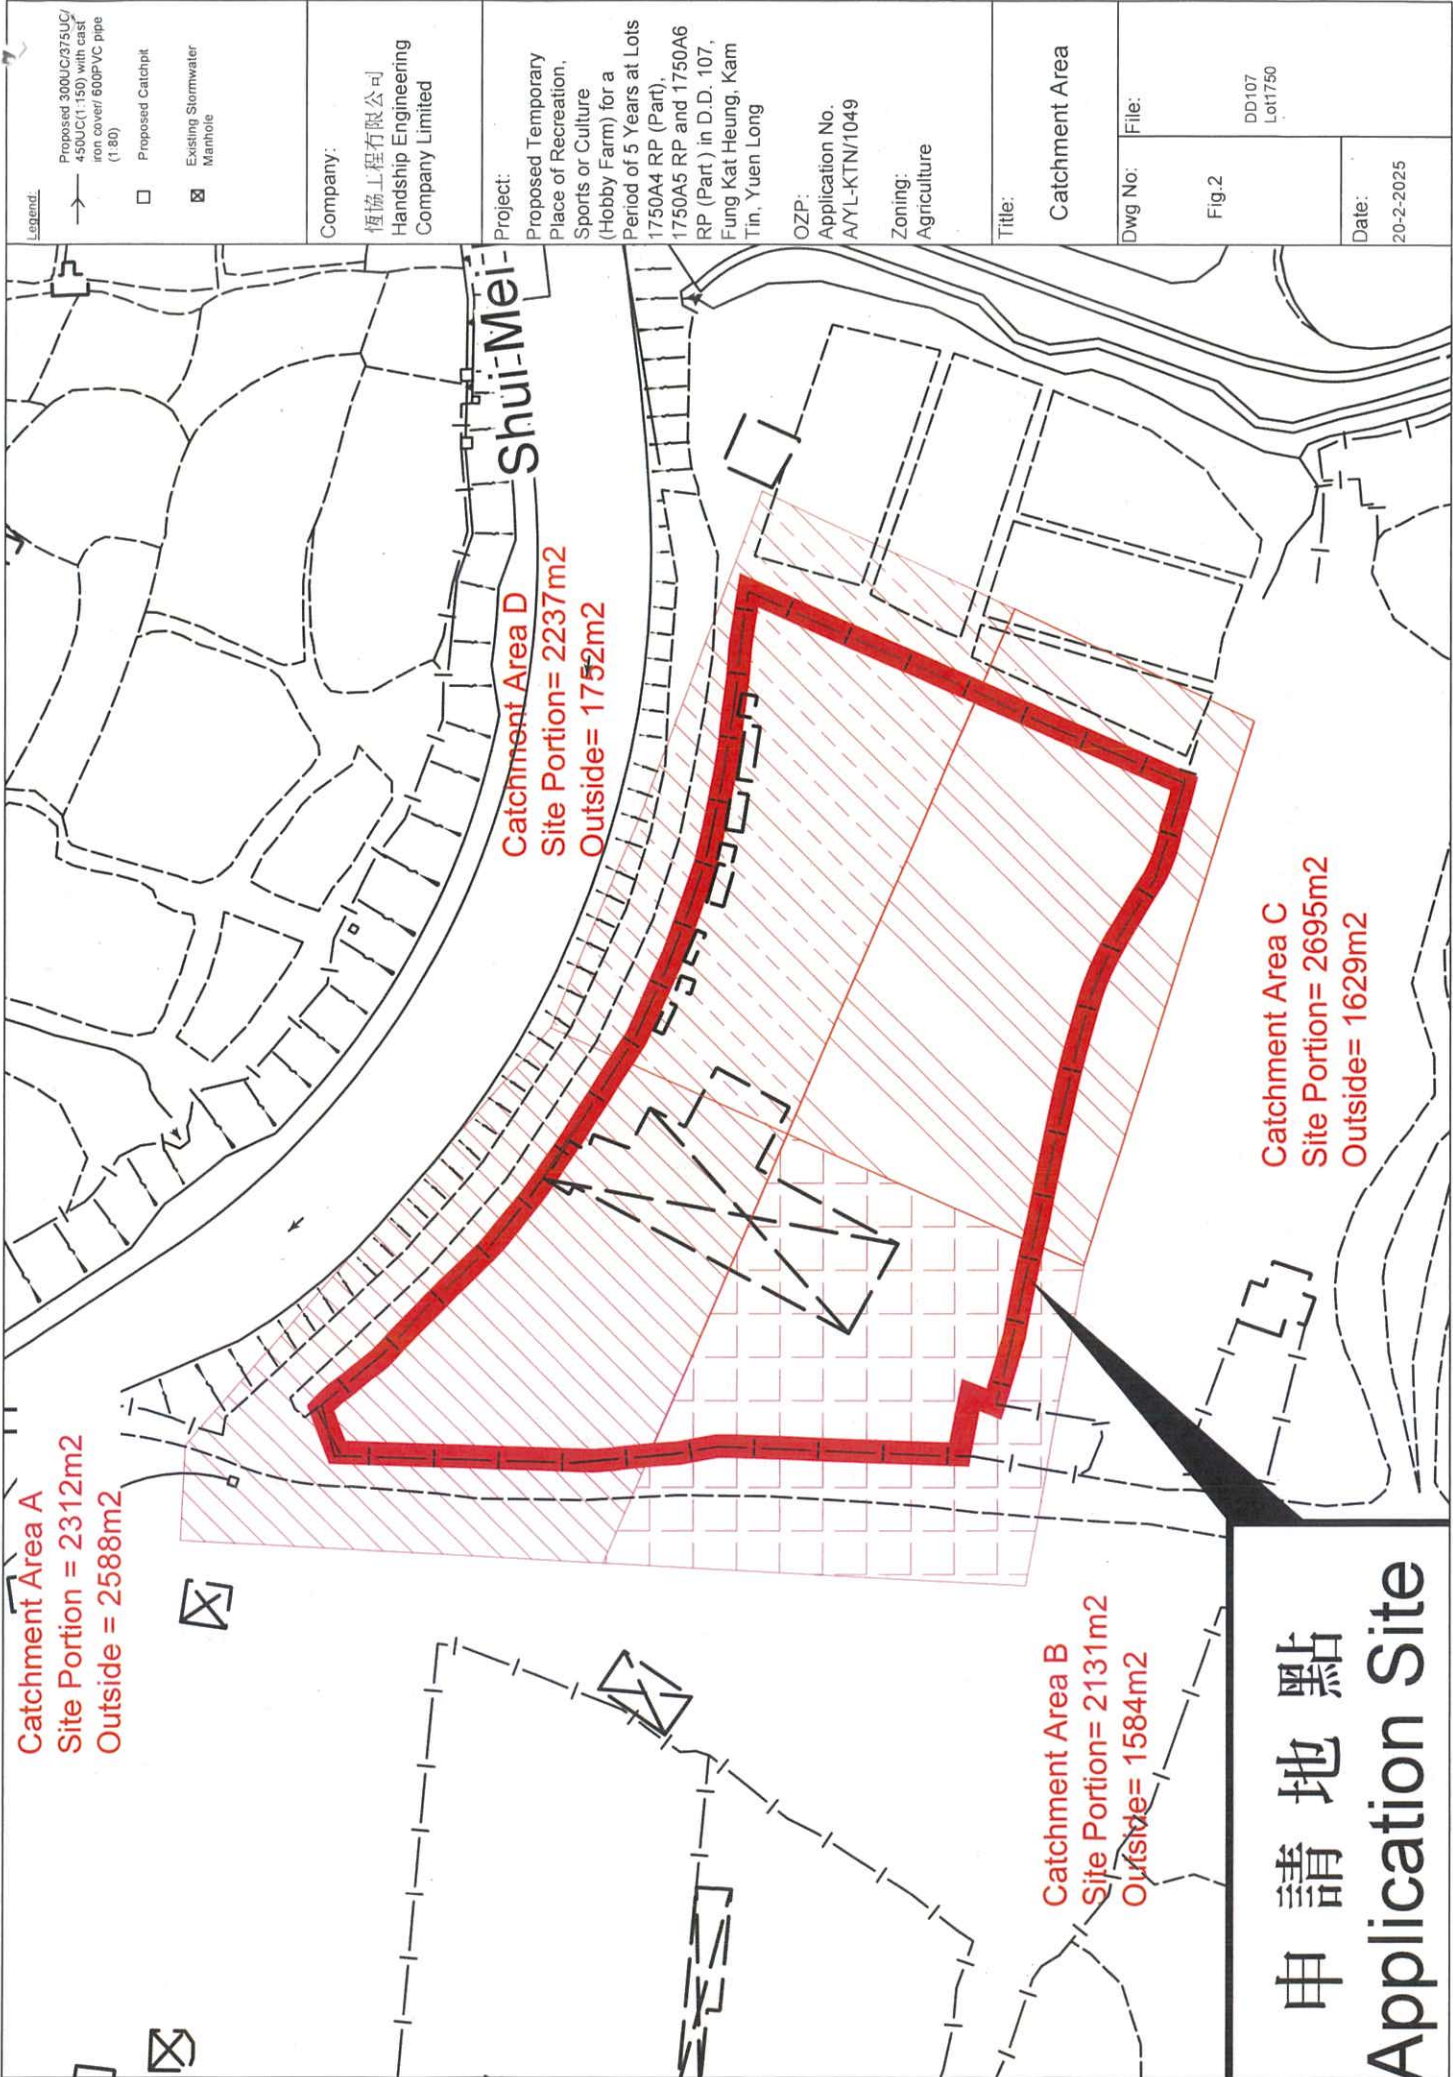 Catchment Area A
Site Portion = 2312m2
Outside = 2588m2
Catchment Area D
Site Portion= 2237m2
Outside= 1752m2
Shui-Mei-
Catchment Area B
Site Portion= 2131m2
Outside= 1584m2
Catchment Area C
Site Portion= 2695m2
Outside= 1629m2
申請地點
Application Site
Legend:
Proposed 300UC/375UC/
450UC(1:150) with cast
iron cover/ 600PVC pipe
(1:80)
Proposed Catchpit
Existing Stormwater
Manhole
Company:
恆協工程有限公司
Handship Engineering
Company Limited
Project:
Proposed Temporary
Place of Recreation,
Sports or Culture
(Hobby Farm) for a
Period of 5 Years at Lots
1750A4 RP (Part),
1750A5 RP and 1750A6
RP (Part ) in D.D. 107,
Fung Kat Heung, Kam
Tin, Yuen Long
OZP:
Application No.
A/YL-KTN/1049
Zoning:
Agriculture
Title:
Catchment Area
Dwg No:
Fig.2
File:
DD107
Lot1750
Date:
20-2-2025